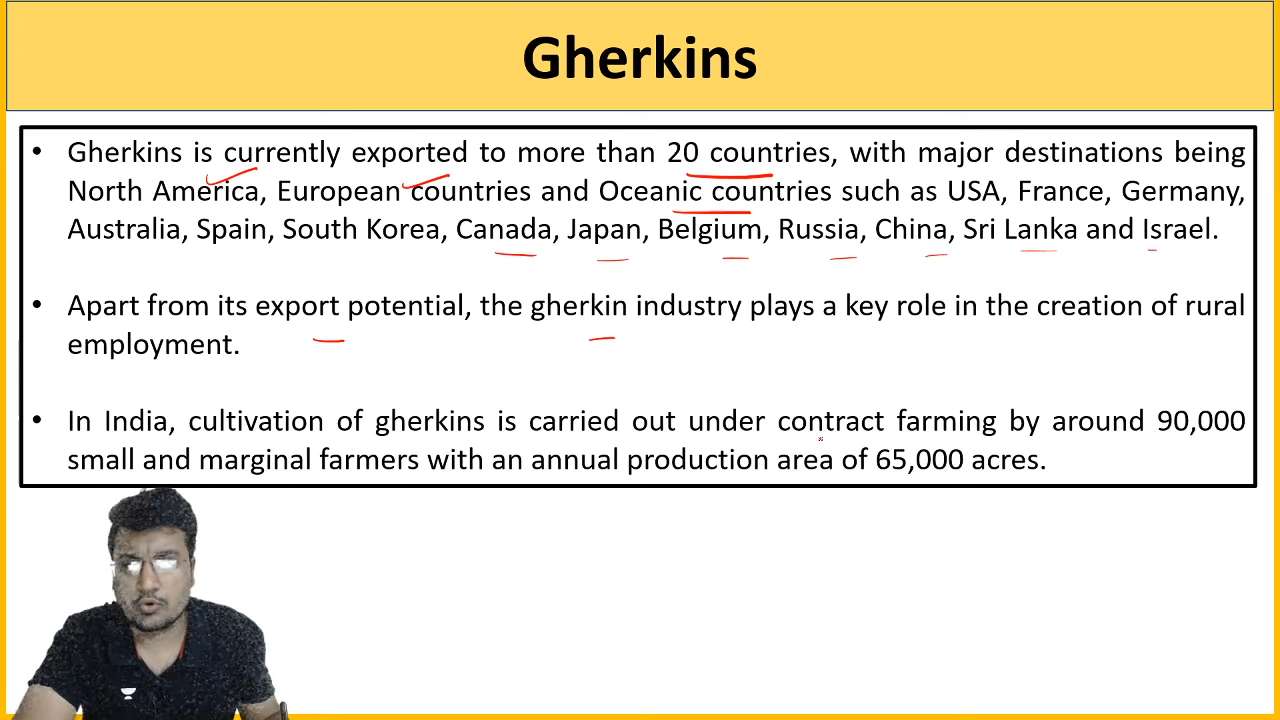 Gherkins
• Gherkins is currently exported to more than 20 countries, with major destinations being
North America, European countries and Oceanic countries such as USA, France, Germany,
Australia, Spain, South Korea, Canada, Japan, Belgium, Russia, China, Sri Lanka and Israel.
• Apart from its export potential, the gherkin industry plays a key role in the creation of rural
employment.
• In India, cultivation of gherkins is carried out under contract farming by around 90,000
small and marginal farmers with an annual production area of 65,000 acres.